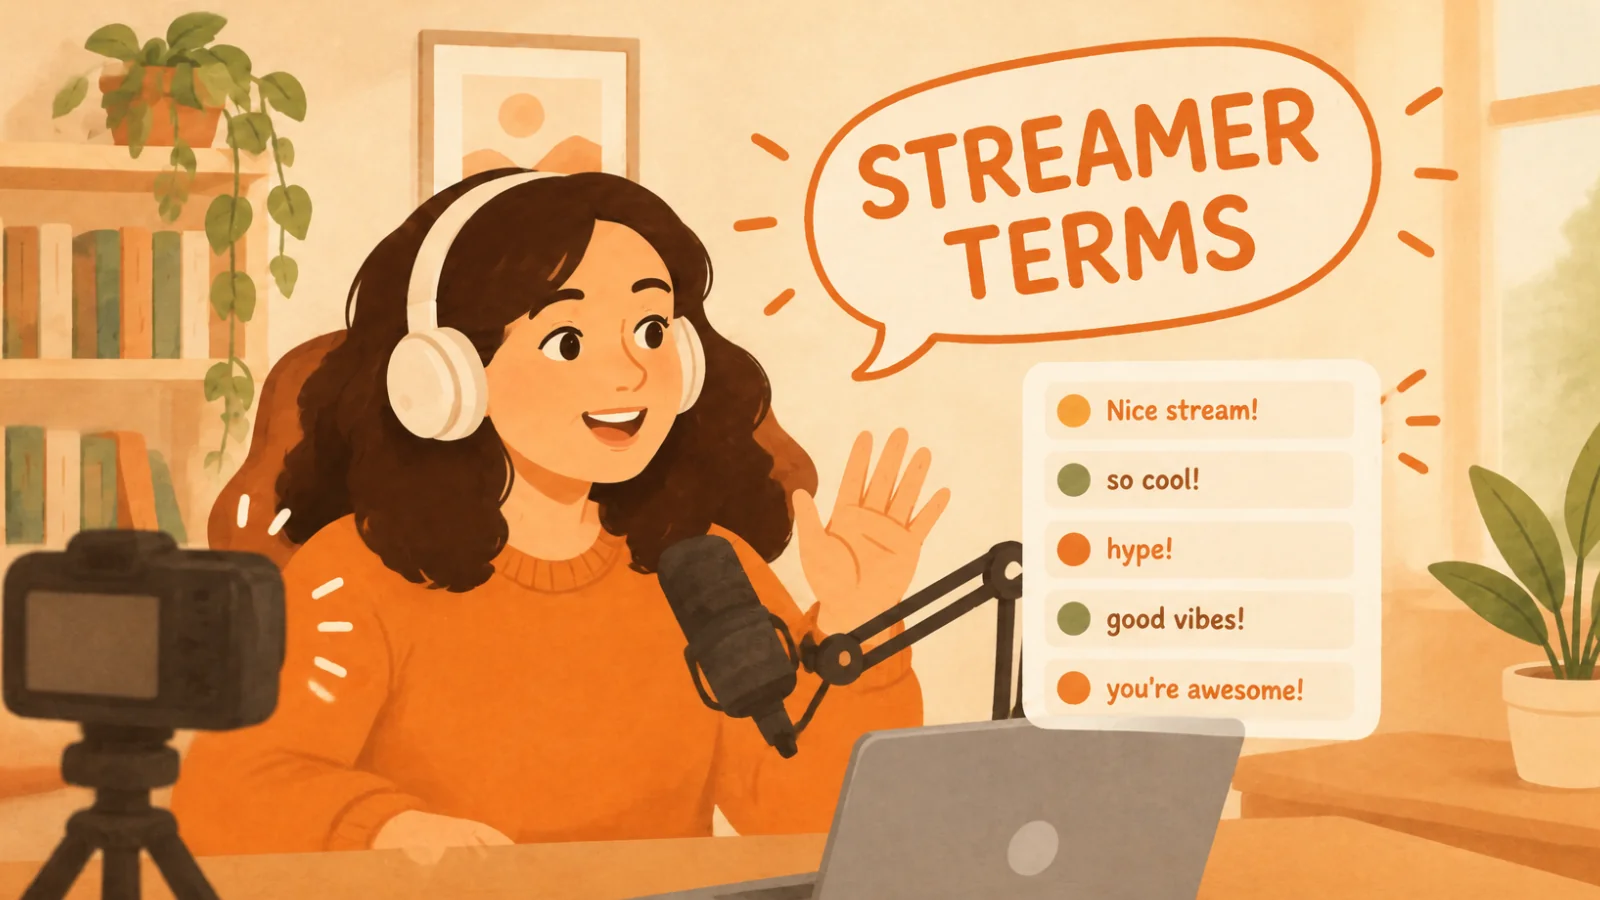 STREAMER
TERMS
Nice stream!
so cool!
hype!
good vibes!
you're awesome!